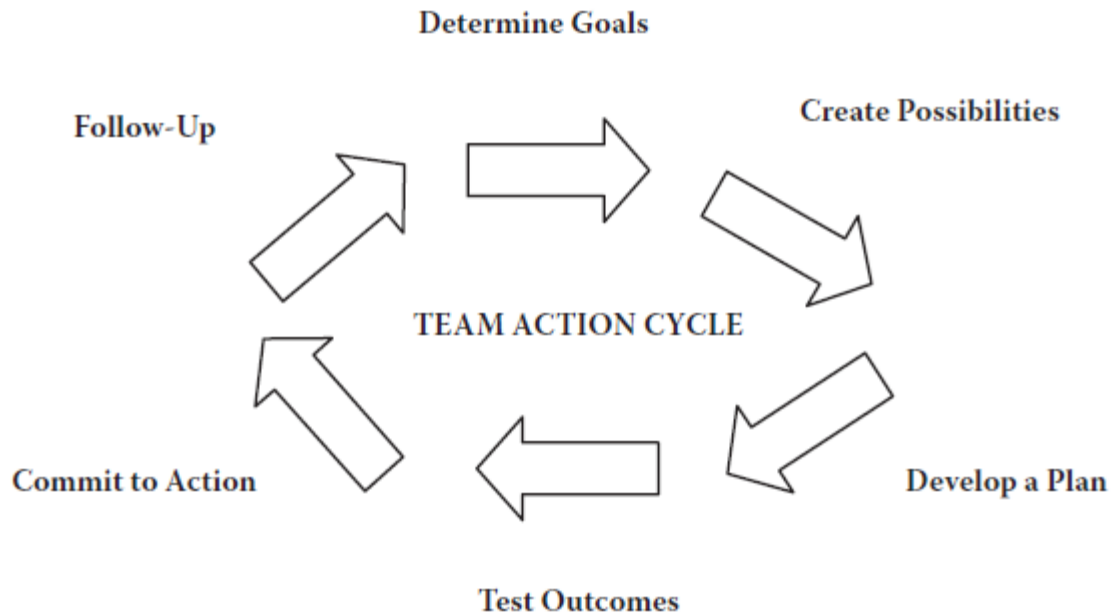 Determine Goals
Create Possibilities
Follow-Up
TEAM ACTION CYCLE
Commit to Action
Develop a Plan
Test Outcomes